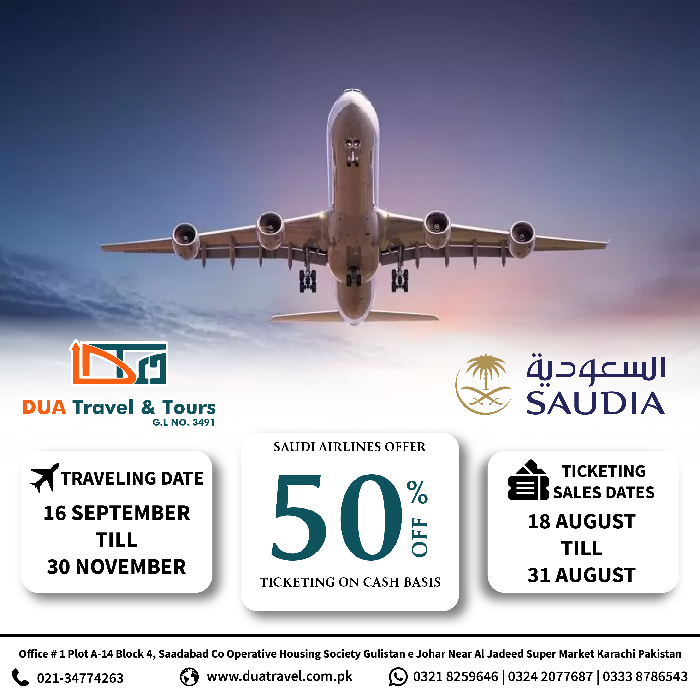 DUA Travel & Tours
G.L NO. 3491
السعودية
SAUDIA
TRAVELING DATE
16 SEPTEMBER
TILL
30 NOVEMBER
SAUDI AIRLINES OFFER
50% OFF
TICKETING ON CASH BASIS
TICKETING
SALES DATES
18 AUGUST
TILL
31 AUGUST
Office # 1 Plot A-14 Block 4, Saadabad Co Operative Housing Society Gulistan e Johar Near Al Jadeed Super Market Karachi Pakistan
021-34774263
www.duatravel.com.pk
0321 8259646 | 0324 2077687 | 0333 8786543